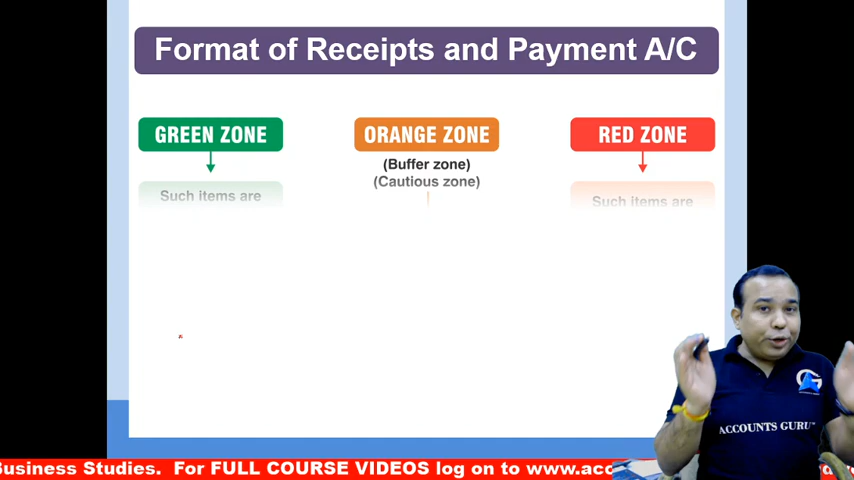 Format of Receipts and Payment A/C
GREEN ZONE
Such items are
ORANGE ZONE
(Buffer zone)
(Cautious zone)
RED ZONE
Such items are
ACCOUNTS GURU
Business Studies. For FULL COURSE VIDEOS log on to www.acc